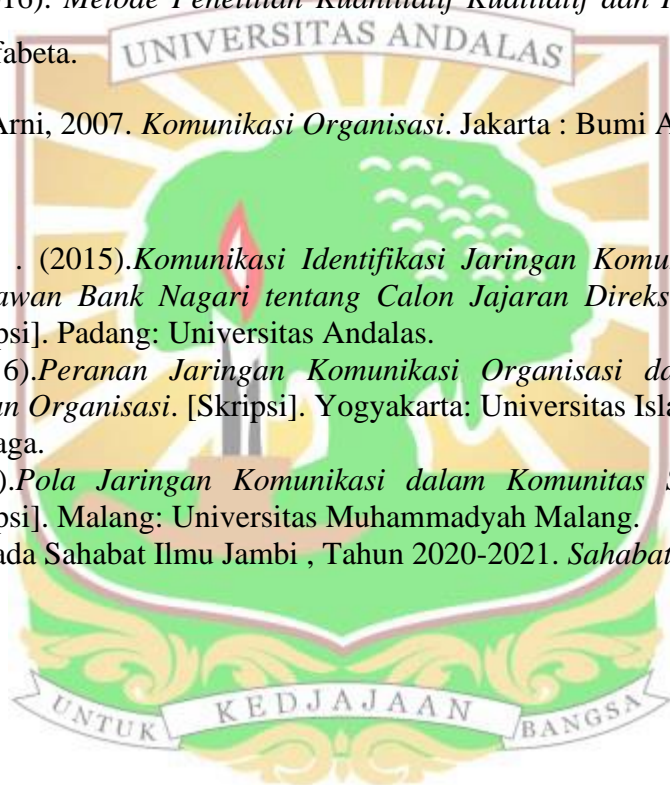 16). Metode Penelitian Kuantitatif Kualitatif dan
fabeta.
UNIVERSITAS ANDALAS
Arni, 2007. Komunikasi Organisasi. Jakarta : Bumi A
. (2015).Komunikasi Identifikasi Jaringan Komu
awan Bank Nagari tentang Calon Jajaran Direks
psi]. Padang: Universitas Andalas.
6).Peranan Jaringan Komunikasi Organisasi da
an Organisasi. [Skripsi]. Yogyakarta: Universitas Isla
aga.
).Pola Jaringan Komunikasi dalam Komunitas S
psi]. Malang: Universitas Muhammadyah Malang.
ada Sahabat Ilmu Jambi , Tahun 2020-2021. Sahabat
UNTUK KEDJAJAAN BANGSA